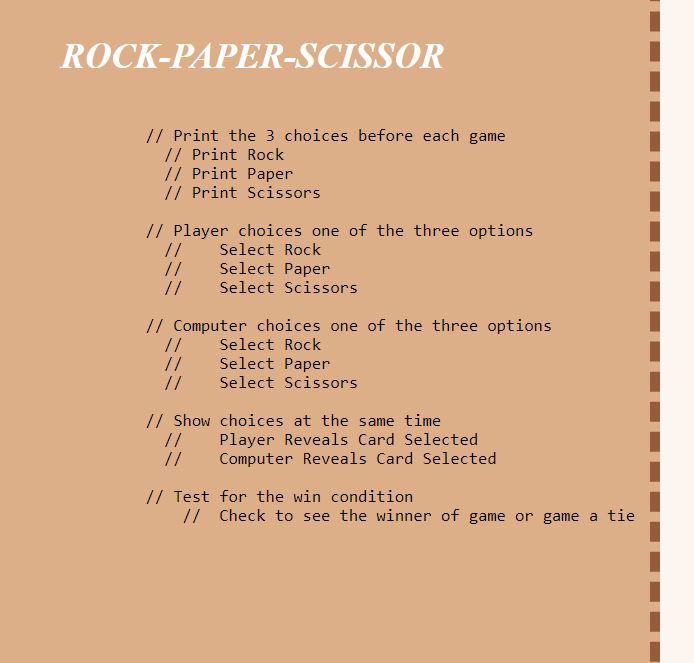 ROCK-PAPER-SCISSOR
// Print the 3 choices before each game
// Print Rock
// Print Paper
// Print Scissors
// Player choices one of the three options
// Select Rock
// Select Paper
// Select Scissors
// Computer choices one of the three options
// Select Rock
// Select Paper
// Select Scissors
// Show choices at the same time
// Player Reveals Card Selected
// Computer Reveals Card Selected
// Test for the win condition
// Check to see the winner of game or game a tie